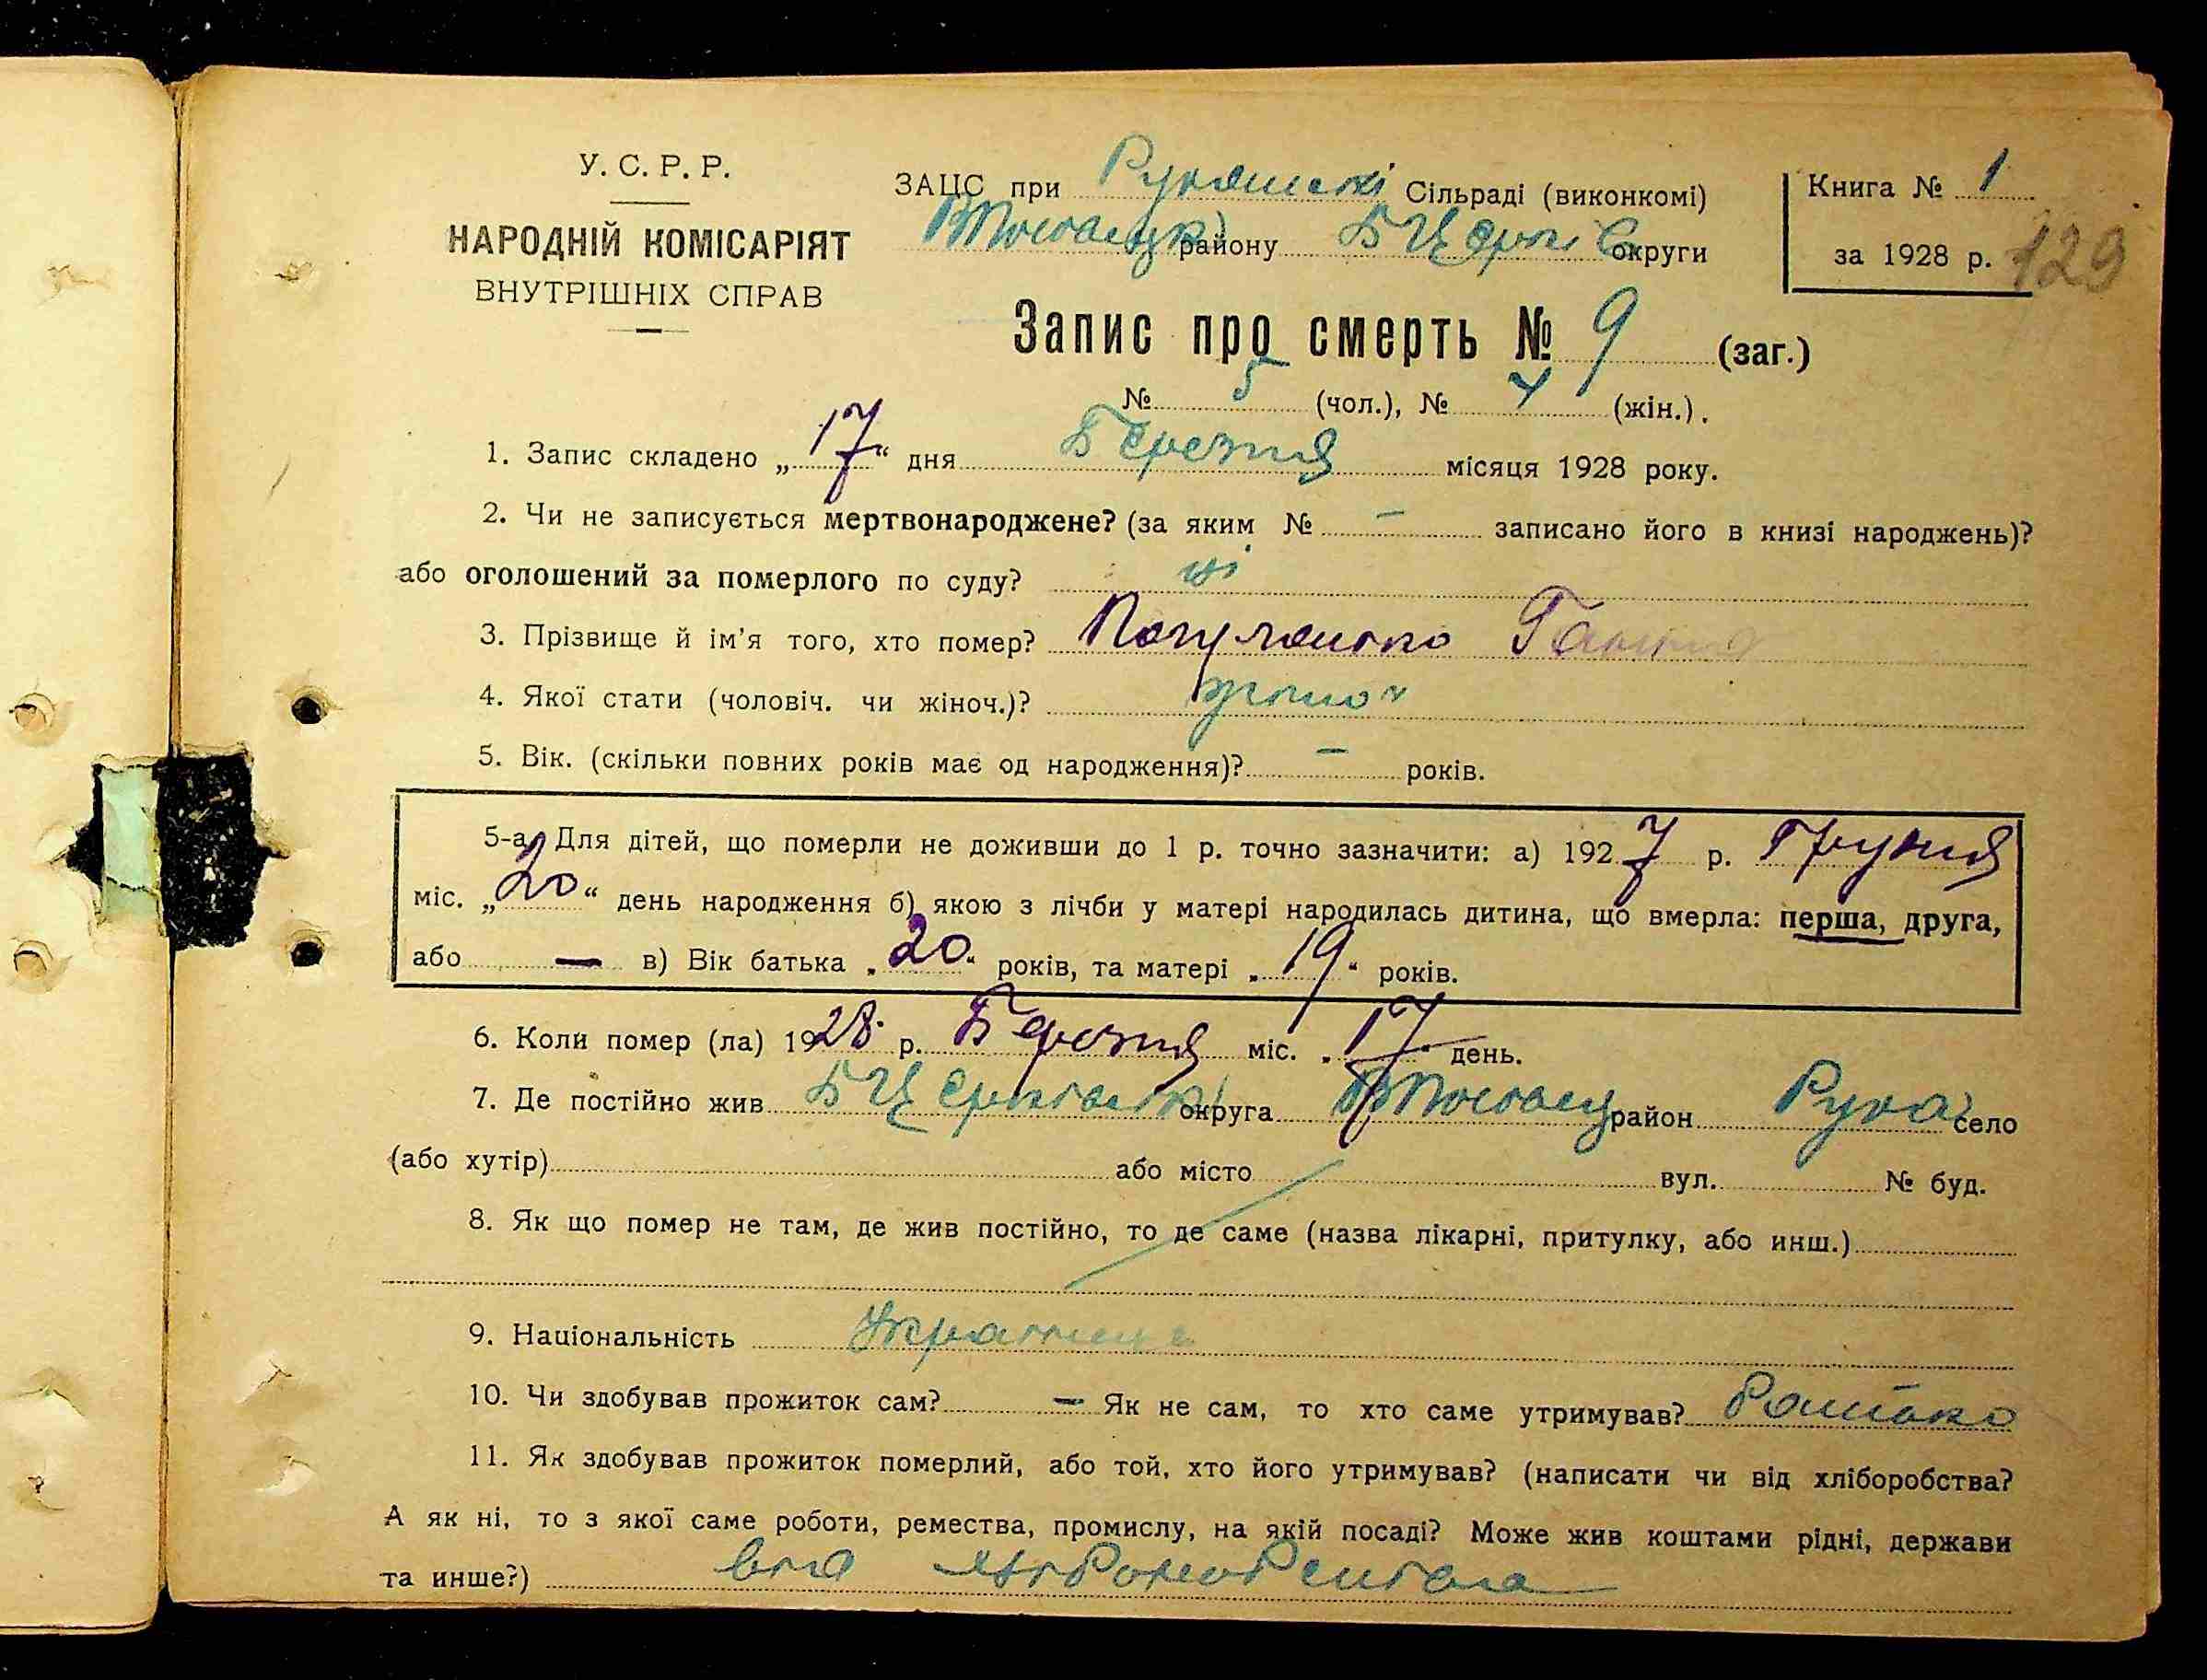 У. С. Р. Р.
НАРОДНІЙ КОМІСАРІЯТ
ВНУТРІШНІХ СПРАВ
ЗАЦС при Сільраді (виконкомі)
району БЦерків округи
Книга № 1
за 1928 р. 129
Запис про смерть № 9 (заг.)
№ 5 (чол.), № 4 (жін.).
1. Запис складено „17“ дня Березня місяця 1928 року.
2. Чи не записується мертвонароджене? (за яким № – записано його в книзі народжень)?
або оголошений за померлого по суду? ні
3. Прізвище й ім’я того, хто помер? Ганна
4. Якої стати (чоловіч. чи жіноч.)? жіноч
5. Вік. (скільки повних років має од народження)? – років.
5-а. Для дітей, що померли не доживши до 1 р. точно зазначити: а) 1927 р. Грудня
міс. „20“ день народження б) якою з лічби у матері народилась дитина, що вмерла: перша, друга,
або — в) Вік батька „20“ років, та матері „19“ років.
6. Коли помер (ла) 1928 р. Березня міс. „17“ день.
7. Де постійно жив округа район село
(або хутір) або місто вул. № буд.
8. Як що помер не там, де жив постійно, то де саме (назва лікарні, притулку, або инш.)
9. Національність
10. Чи здобував прожиток сам? — Як не сам, то хто саме утримував? Батько
11. Як здобував прожиток померлий, або той, хто його утримував? (написати чи від хліборобства?
А як ні, то з якої саме роботи, ремества, промислу, на якій посаді? Може жив коштами рідні, держави
та инше?) від хліборобства